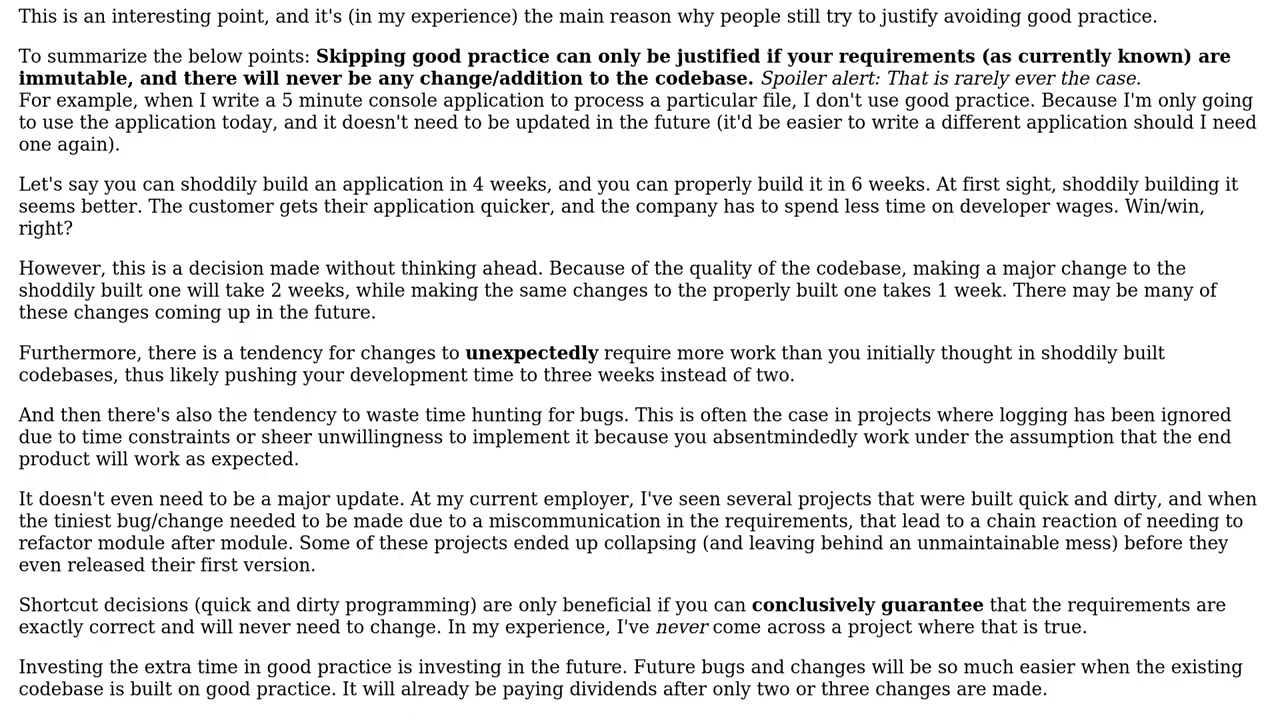 This is an interesting point, and it's (in my experience) the main reason why people still try to justify avoiding good practice.
To summarize the below points: Skipping good practice can only be justified if your requirements (as currently known) are
immutable, and there will never be any change/addition to the codebase. Spoiler alert: That is rarely ever the case.
For example, when I write a 5 minute console application to process a particular file, I don't use good practice. Because I'm only going
to use the application today, and it doesn't need to be updated in the future (it'd be easier to write a different application should I need
one again).
Let's say you can shoddily build an application in 4 weeks, and you can properly build it in 6 weeks. At first sight, shoddily building it
seems better. The customer gets their application quicker, and the company has to spend less time on developer wages. Win/win,
right?
However, this is a decision made without thinking ahead. Because of the quality of the codebase, making a major change to the
shoddily built one will take 2 weeks, while making the same changes to the properly built one takes 1 week. There may be many of
these changes coming up in the future.
Furthermore, there is a tendency for changes to unexpectedly require more work than you initially thought in shoddily built
codebases, thus likely pushing your development time to three weeks instead of two.
And then there's also the tendency to waste time hunting for bugs. This is often the case in projects where logging has been ignored
due to time constraints or sheer unwillingness to implement it because you absentmindedly work under the assumption that the end
product will work as expected.
It doesn't even need to be a major update. At my current employer, I've seen several projects that were built quick and dirty, and when
the tiniest bug/change needed to be made due to a miscommunication in the requirements, that lead to a chain reaction of needing to
refactor module after module. Some of these projects ended up collapsing (and leaving behind an unmaintainable mess) before they
even released their first version.
Shortcut decisions (quick and dirty programming) are only beneficial if you can conclusively guarantee that the requirements are
exactly correct and will never need to change. In my experience, I've never come across a project where that is true.
Investing the extra time in good practice is investing in the future. Future bugs and changes will be so much easier when the existing
codebase is built on good practice. It will already be paying dividends after only two or three changes are made.